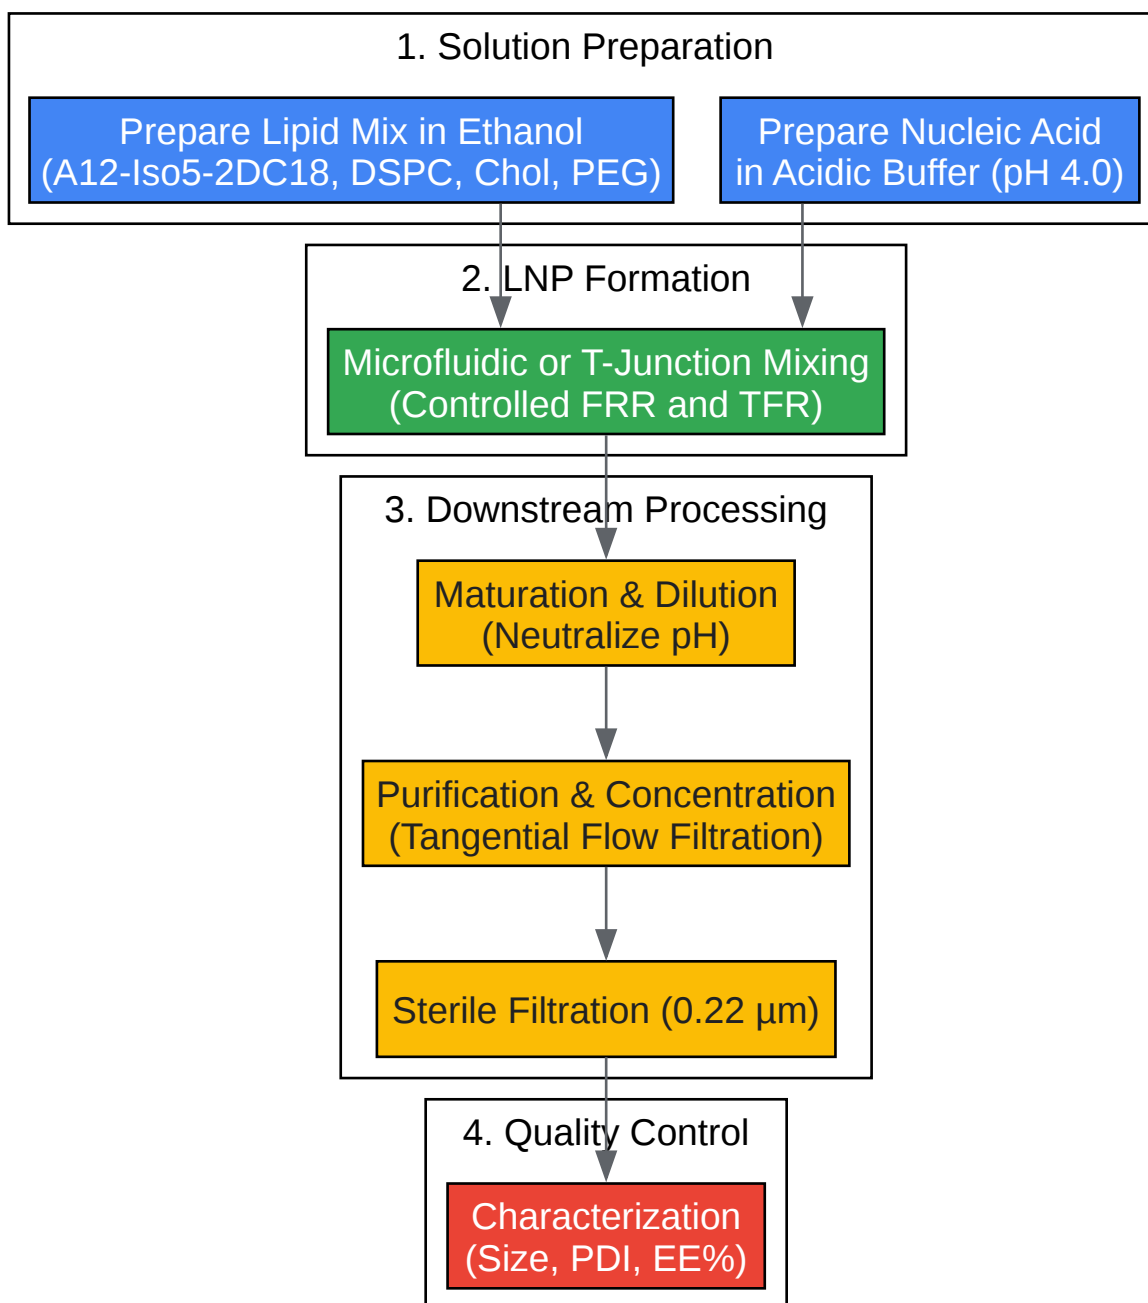 1. Solution Preparation
Prepare Lipid Mix in Ethanol
(A12-Iso5-2DC18, DSPC, Chol, PEG)
Prepare Nucleic Acid
in Acidic Buffer (pH 4.0)
2. LNP Formation
Microfluidic or T-Junction Mixing
(Controlled FRR and TFR)
3. Downstream Processing
Maturation & Dilution
(Neutralize pH)
Purification & Concentration
(Tangential Flow Filtration)
Sterile Filtration (0.22 µm)
4. Quality Control
Characterization
(Size, PDI, EE%)